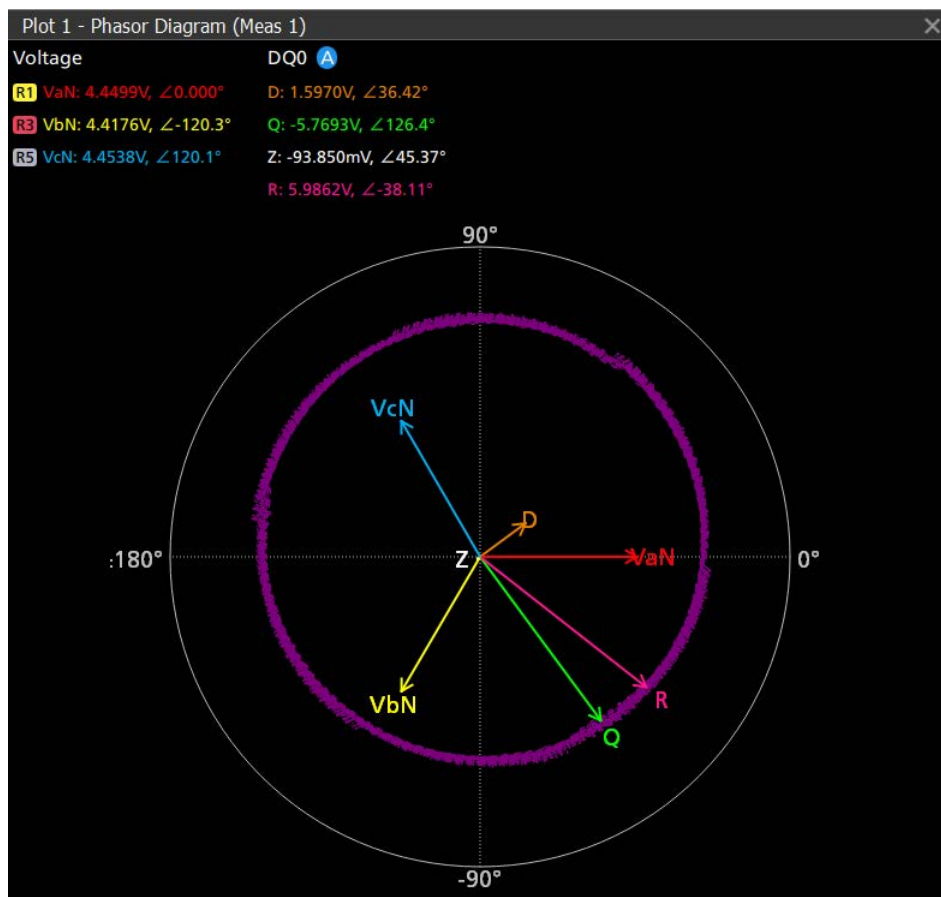 Plot 1 - Phasor Diagram (Meas 1)
Voltage
R1 VaN: 4.4499V, ∠0.000°
R3 VbN: 4.4176V, ∠-120.3°
R5 VcN: 4.4538V, ∠120.1°
DQ0 A
D: 1.5970V, ∠36.42°
Q: -5.7693V, ∠126.4°
Z: -93.850mV, ∠45.37°
R: 5.9862V, ∠-38.11°
90°
VcN
D
:180°
Z
VaN
0°
VbN
R
Q
-90°